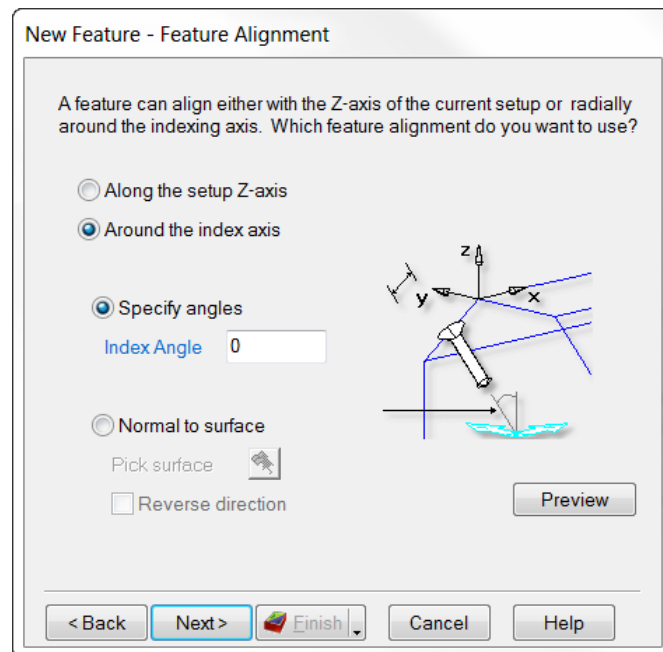 New Feature - Feature Alignment
A feature can align either with the Z-axis of the current setup or radially
around the indexing axis. Which feature alignment do you want to use?
Along the setup Z-axis
Around the index axis
Specify angles
Index Angle 0
z
y x
Normal to surface
Pick surface
Reverse direction
Preview
< Back Next > Finish Cancel Help